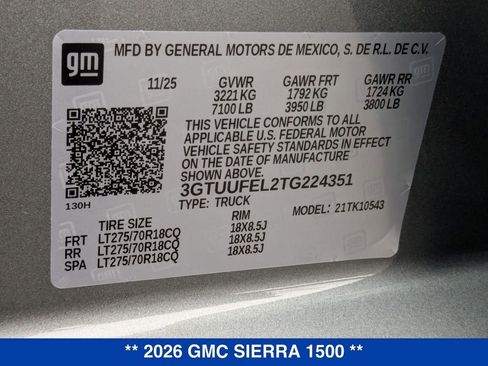 gm
MFD BY GENERAL MOTORS DE MEXICO, S. DE R.L. DE C.V.
11/25 GVWR GAWR FRT GAWR RR
3221 KG 1792 KG 1724 KG
7100 LB 3950 LB 3800 LB
THIS VEHICLE CONFORMS TO ALL
APPLICABLE U.S. FEDERAL MOTOR
VEHICLE SAFETY STANDARDS IN EFFECT
ON THE DATE OF MANUFACTURE
SHOWN ABOVE.
3GTUUFEL2TG224351
TYPE: TRUCK MODEL: 21TK10543
130H
TIRE SIZE RIM
FRT LT275/70R18CQ 18X8.5J
RR LT275/70R18CQ 18X8.5J
SPA LT275/70R18CQ 18X8.5J
** 2026 GMC SIERRA 1500 **